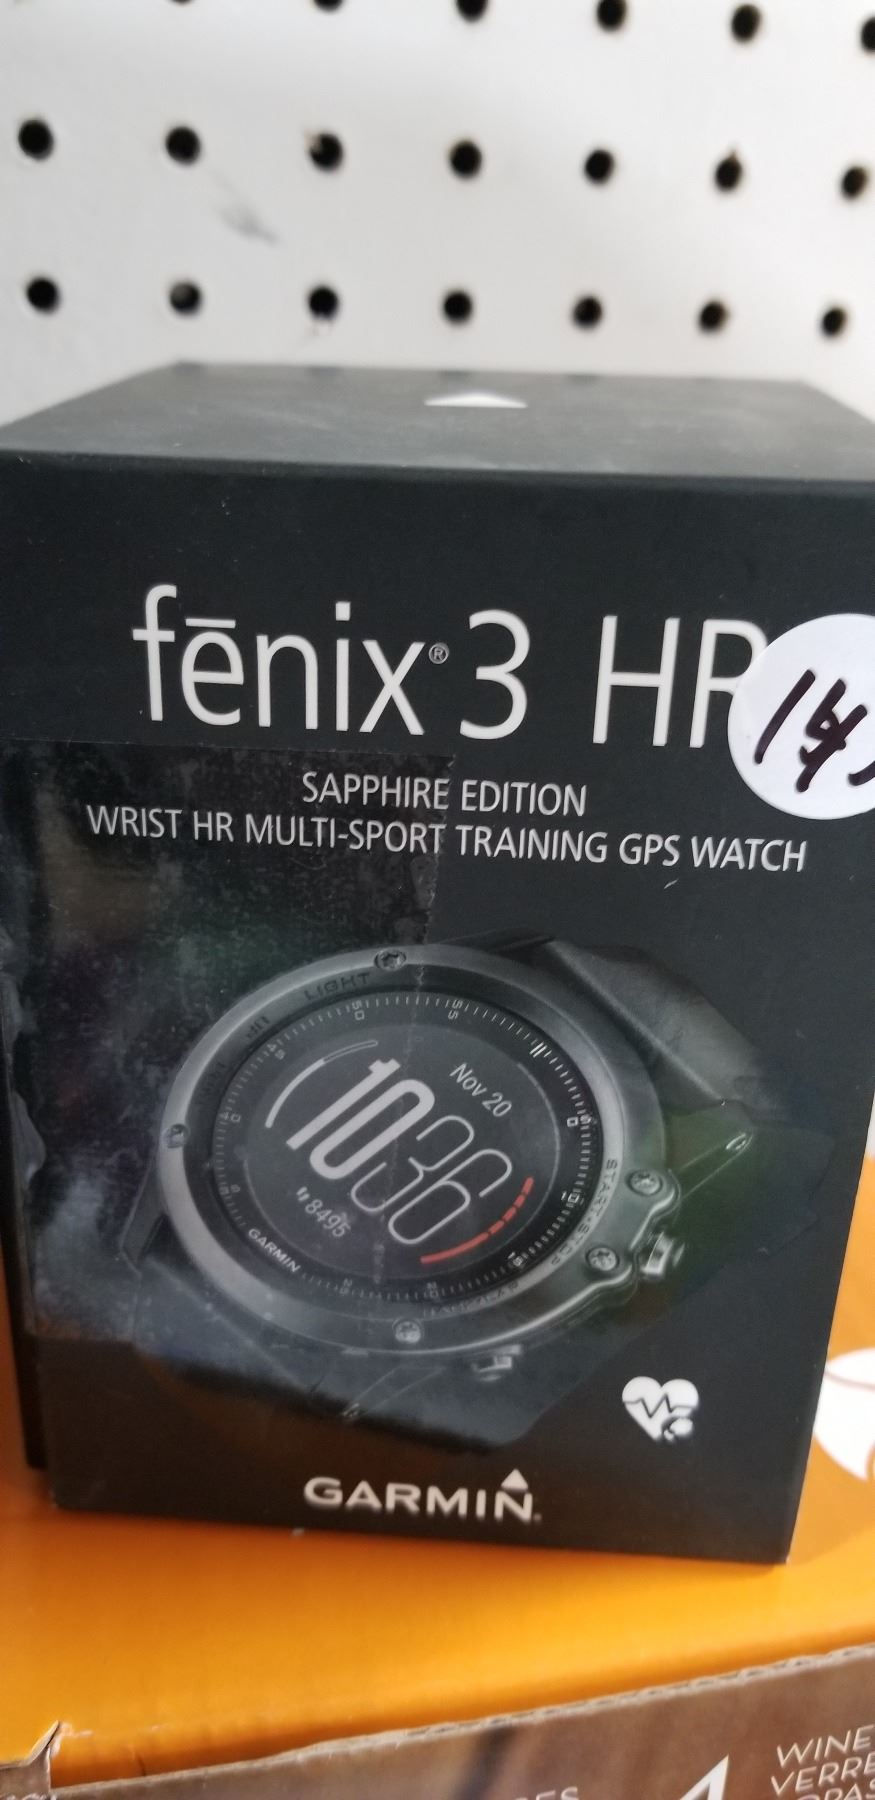 fēnix® 3 HR
SAPPHIRE EDITION
WRIST HR MULTI-SPORT TRAINING GPS WATCH
LIGHT
Nov 20
1036
8495
GARMIN
START·STOP
GARMIN
WINE
VERRE